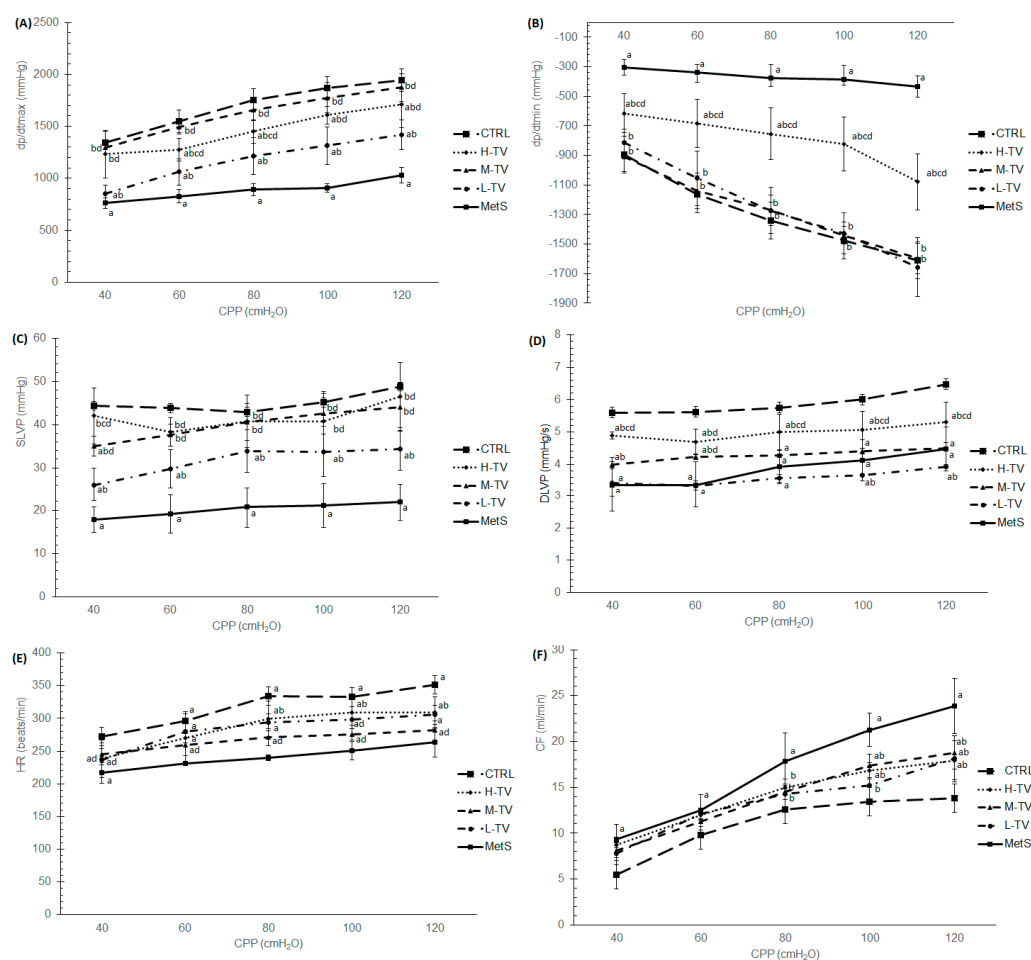 (A)
dp/dtmax (mmHg)
2500
2000
1500
1000
500
0
40 60 80 100 120
CPP (cmH₂O)
bd bd bd bd bd bd
bd abcd abcd bd abd
ab ab ab ab ab
a a a a a
CTRL
H-TV
M-TV
L-TV
MetS
(B)
dp/dtmin (mmHg)
40 60 80 100 120
-100
-300
-500
-700
-900
-1100
-1300
-1500
-1700
-1900
CPP (cmH₂O)
a a a a a
abcd abcd abcd abcd abcd
b b b b b
b b b b
CTRL
H-TV
M-TV
L-TV
MetS
(C)
SLVP (mmHg)
60
50
40
30
20
10
0
40 60 80 100 120
CPP (cmH₂O)
bcd bd bd bd bd
bd bd bd bd bd
ab ab ab ab ab
a a a a a
CTRL
H-TV
M-TV
L-TV
MetS
(D)
DLVP (mmHg/s)
8
7
6
5
4
3
2
1
0
40 60 80 100 120
CPP (cmH₂O)
abcd abcd abcd abcd abcd
ab ab a a a
a a a a a
a a a ab ab
CTRL
H-TV
M-TV
L-TV
MetS
(E)
HR (beats/min)
400
350
300
250
200
150
100
50
0
40 60 80 100 120
CPP (cmH₂O)
a a a a
ad a ab ab ab
ad a a ad a
a ad ad ad ad
CTRL
H-TV
M-TV
L-TV
MetS
(F)
CF (ml/min)
30
25
20
15
10
5
0
40 60 80 100 120
CPP (cmH₂O)
a a a a a
b ab ab
b ab ab
b b ab
CTRL
H-TV
M-TV
L-TV
MetS